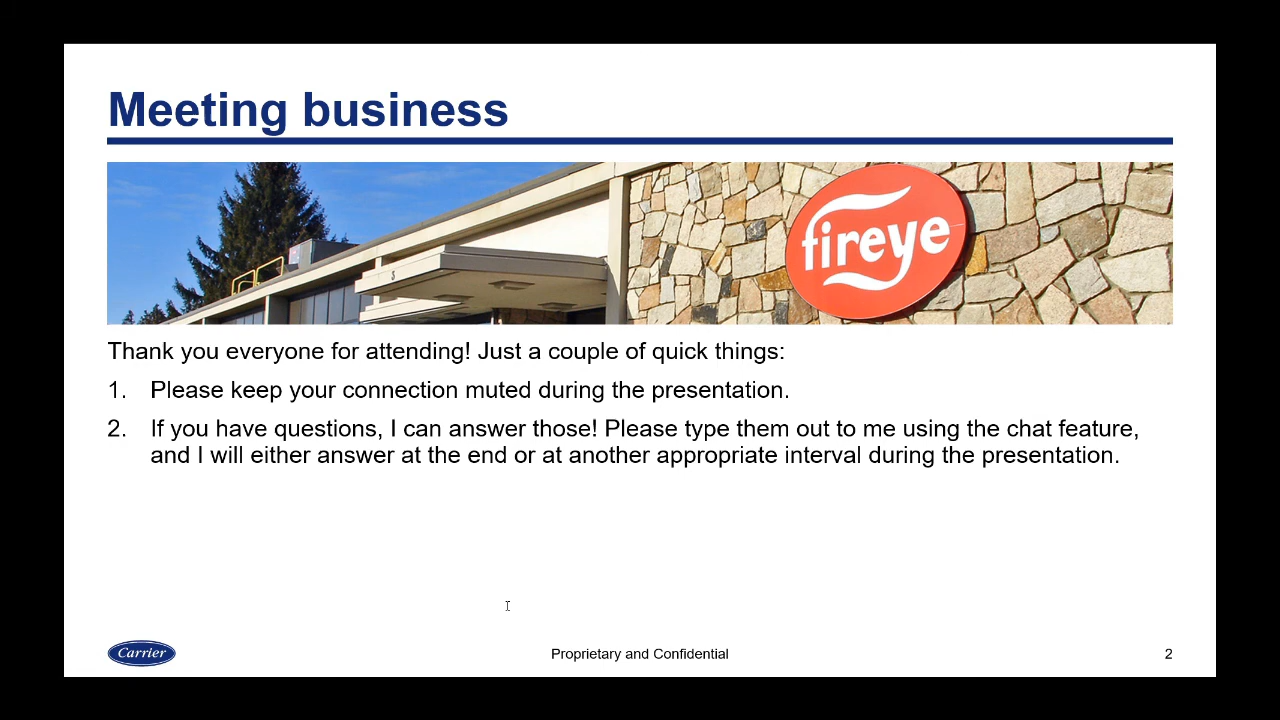 Meeting business
fireye
Thank you everyone for attending! Just a couple of quick things:
1. Please keep your connection muted during the presentation.
2. If you have questions, I can answer those! Please type them out to me using the chat feature,
and I will either answer at the end or at another appropriate interval during the presentation.
Carrier
Proprietary and Confidential
2